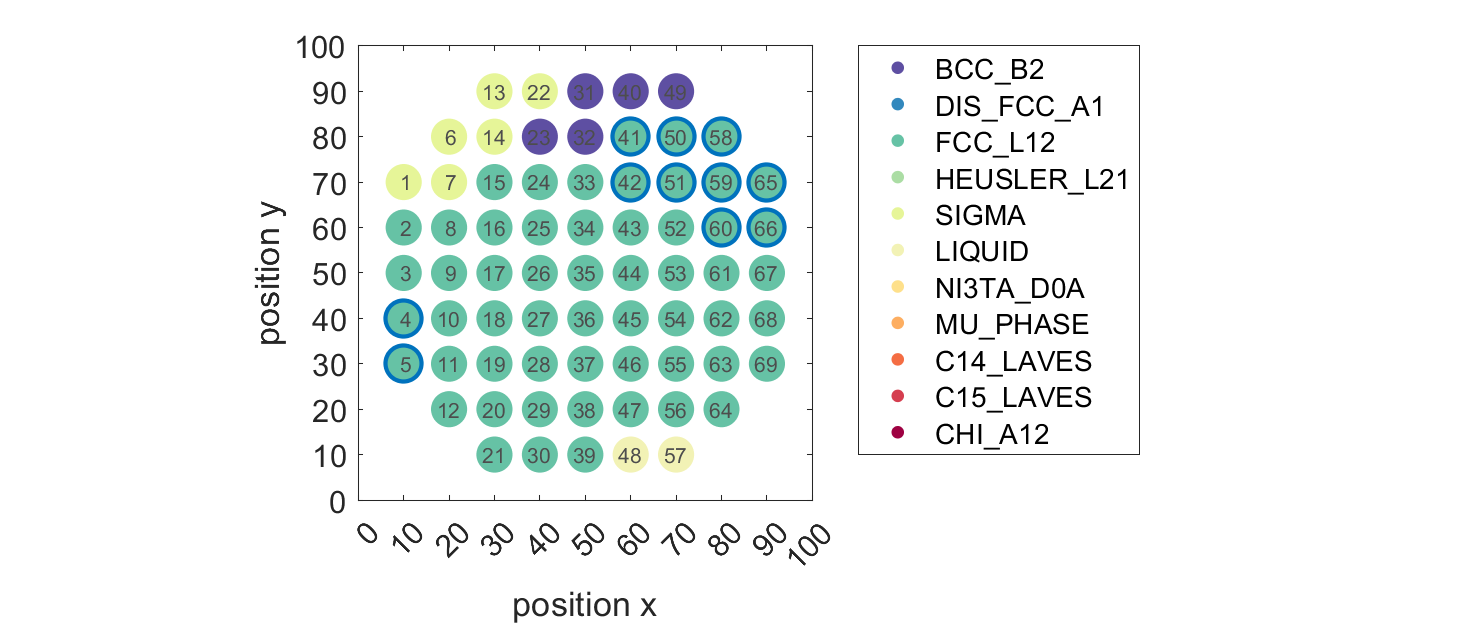 100
90
80
70
60
50
40
30
20
10
0
13 22 31 40 49
6 14 23 32 41 50 58
1 7 15 24 33 42 51 59 65
2 8 16 25 34 43 52 60 66
3 9 17 26 35 44 53 61 67
4 10 18 27 36 45 54 62 68
5 11 19 28 37 46 55 63 69
12 20 29 38 47 56 64
21 30 39 48 57
0 10 20 30 40 50 60 70 80 90 100
position x
position y
BCC_B2
DIS_FCC_A1
FCC_L12
HEUSLER_L21
SIGMA
LIQUID
NI3TA_D0A
MU_PHASE
C14_LAVES
C15_LAVES
CHI_A12